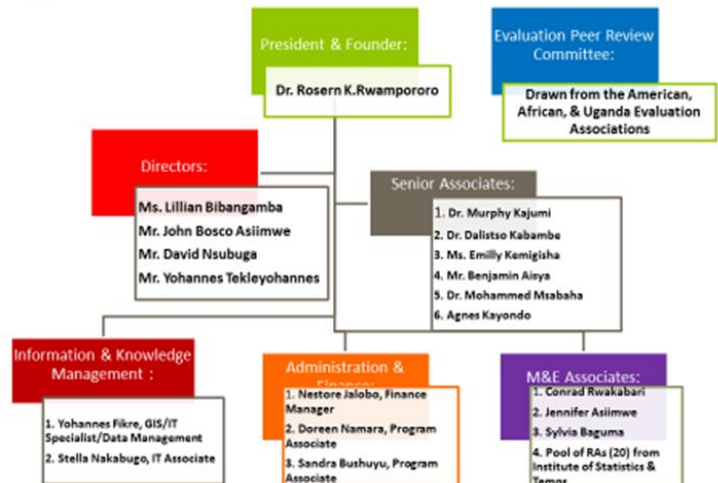 President & Founder:
Dr. Rosern K.Rwampororo
Evaluation Peer Review
Committee:
Drawn from the American,
African, & Uganda Evaluation
Associations
Directors:
Ms. Lillian Bibangamba
Mr. John Bosco Asiimwe
Mr. David Nsubuga
Mr. Yohannes Tekleyohannes
Senior Associates:
1. Dr. Murphy Kajumi
2. Dr. Dalistso Kabambe
3. Ms. Emilly Kemigisha
4. Mr. Benjamin Aisya
5. Dr. Mohammed Msabaha
6. Agnes Kayondo
Information & Knowledge
Management :
1. Yohannes Fikre, GIS/IT
Specialist/Data Management
2. Stella Nakabugo, IT Associate
Administration &
Finance:
1. Nestore Jalobo, Finance
Manager
2. Doreen Namara, Program
Associate
3. Sandra Bushuyu, Program
Associate
M&E Associates:
1. Conrad Rwakabari
2. Jennifer Asiimwe
3. Sylvia Baguma
4. Pool of RAs (20) from
Institute of Statistics &
Temps